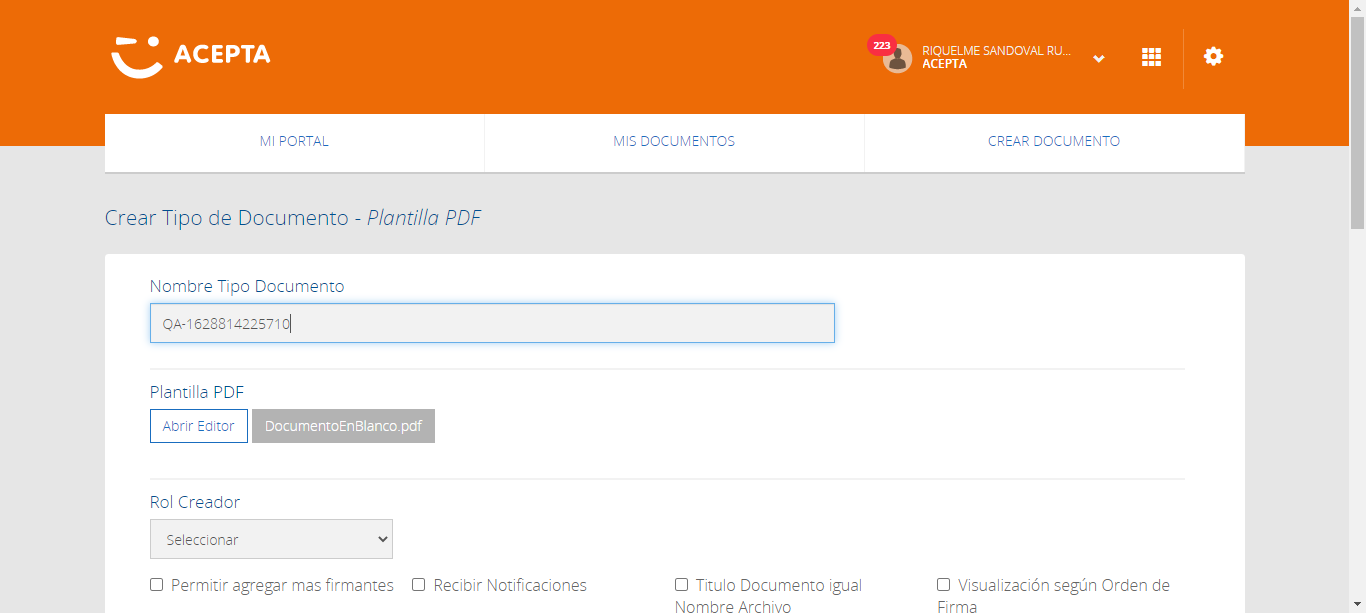 ACEPTA
223
RIQUELME SANDOVAL RU...
ACEPTA
MI PORTAL
MIS DOCUMENTOS
CREAR DOCUMENTO
Crear Tipo de Documento - Plantilla PDF
Nombre Tipo Documento
QA-1628814225710
Plantilla PDF
Abrir Editor
DocumentoEnBlanco.pdf
Rol Creador
Seleccionar
Permitir agregar mas firmantes
Recibir Notificaciones
Titulo Documento igual
Nombre Archivo
Visualización según Orden de
Firma